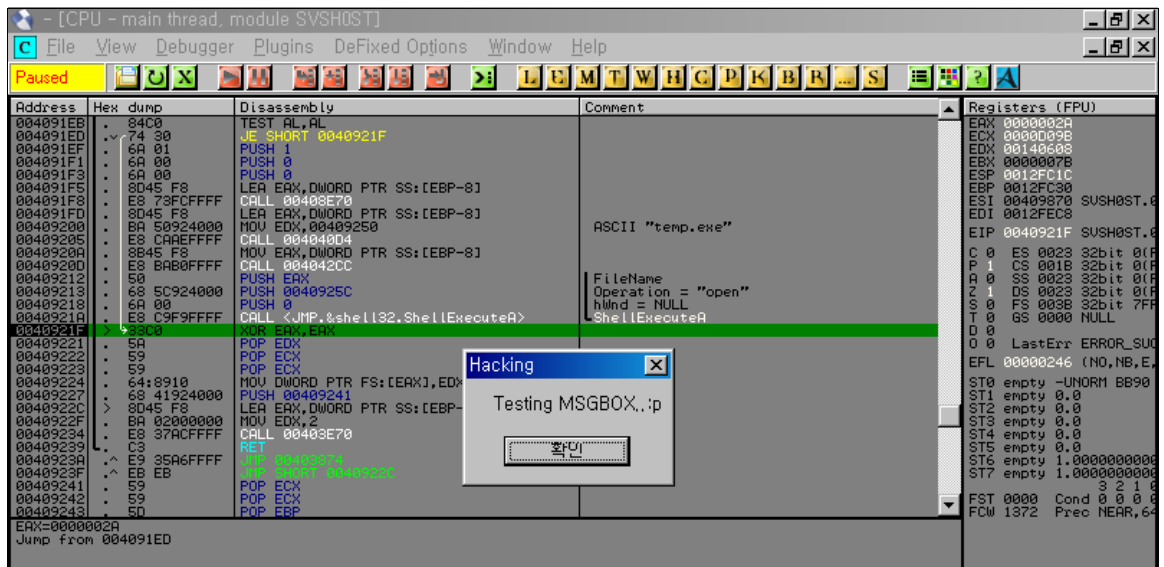 - [CPU - main thread, module SVSH0ST]
C File View Debugger Plugins DeFixed Options Window Help
Paused L E M T W H C P K B R ... S ?
Address Hex dump Disassembly Comment Registers (FPU)
004091EB . 84C0 TEST AL,AL
004091ED . 74 30 JE SHORT 0040921F
004091EF . 6A 01 PUSH 1
004091F1 . 6A 00 PUSH 0
004091F3 . 6A 00 PUSH 0
004091F5 . 8D45 F8 LEA EAX,DWORD PTR SS:[EBP-8]
004091F8 . E8 73FCFFFF CALL 00408E70
004091FD . 8D45 F8 LEA EAX,DWORD PTR SS:[EBP-8]
00409200 . BA 50924000 MOV EDX,00409250 ASCII "temp.exe"
00409205 . E8 CAAEFFFF CALL 004040D4
0040920A . 8B45 F8 MOV EAX,DWORD PTR SS:[EBP-8]
0040920D . E8 BAB0FFFF CALL 004042CC
00409212 . 50 PUSH EAX FileName
00409213 . 68 5C924000 PUSH 0040925C Operation = "open"
00409218 . 6A 00 PUSH 0 hWnd = NULL
0040921A . E8 C9F9FFFF CALL <JMP.&shell32.ShellExecuteA> ShellExecuteA
0040921F > 33C0 XOR EAX,EAX
00409221 . 5A POP EDX
00409222 . 59 POP ECX
00409223 . 59 POP ECX
00409224 . 64:8910 MOV DWORD PTR FS:[EAX],EDX
00409227 . 68 41924000 PUSH 00409241
0040922C > 8D45 F8 LEA EAX,DWORD PTR SS:[EBP-
0040922F . BA 02000000 MOV EDX,2
00409234 . E8 37ACFFFF CALL 00403E70
00409239 . C3 RET
0040923A .^ E9 35A6FFFF JMP 00403874
0040923F .^ EB EB JMP SHORT 0040922C
00409241 . 59 POP ECX
00409242 . 59 POP ECX
00409243 . 5D POP EBP
EAX=0000002A
Jump from 004091ED
Hacking
Testing MSGBOX,,:p
확인
EAX 0000002A
ECX 0000D09B
EDX 00140608
EBX 0000007B
ESP 0012FC1C
EBP 0012FC30
ESI 00409870 SVSH0ST.
EDI 0012FEC8
EIP 0040921F SVSH0ST.
C 0 ES 0023 32bit 0(
P 1 CS 001B 32bit 0(
A 0 SS 0023 32bit 0(
Z 1 DS 0023 32bit 0(
S 0 FS 003B 32bit 7FF
T 0 GS 0000 NULL
D 0
O 0 LastErr ERROR_SUC
EFL 00000246 (NO,NB,E,
ST0 empty -UNORM BB90
ST1 empty 0.0
ST2 empty 0.0
ST3 empty 0.0
ST4 empty 0.0
ST5 empty 0.0
ST6 empty 1.0000000000
ST7 empty 1.0000000000
3 2 1 0
FST 0000 Cond 0 0 0 0
FCW 1372 Prec NEAR,64